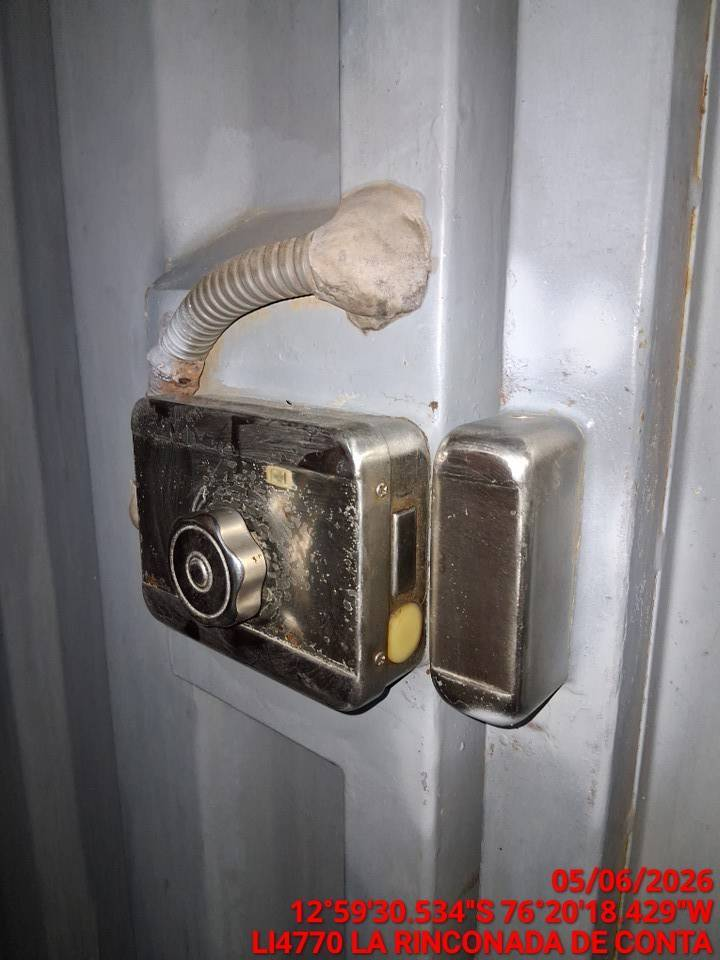 05/06/2026
12°59'30.534"S 76°20'18.429"W
LI4770 LA RINCONADA DE CONTA